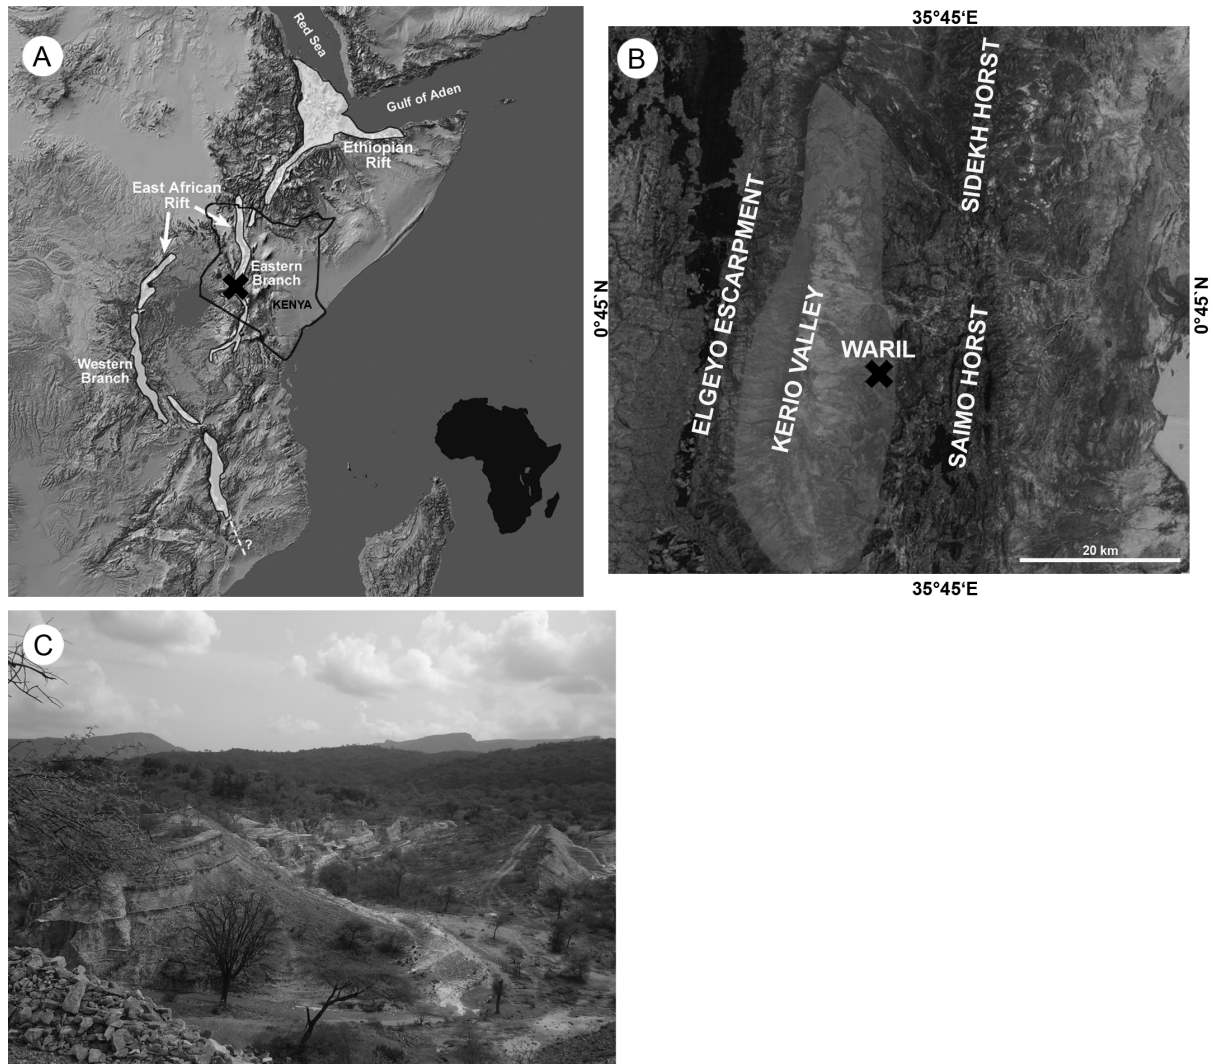 A
Red Sea
Gulf of Aden
Ethiopian
Rift
East African
Rift
Eastern
Branch
KENYA
Western
Branch
?
35°45‘E
B
SIDEKH HORST
ELGEYO ESCARPMENT
KERIO VALLEY
WARIL
SAIMO HORST
0°45`N
0°45`N
20 km
35°45‘E
C